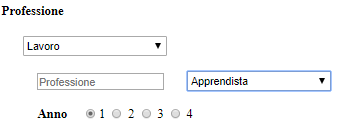 Professione
Lavoro
Professione Apprendista
Anno 1 2 3 4